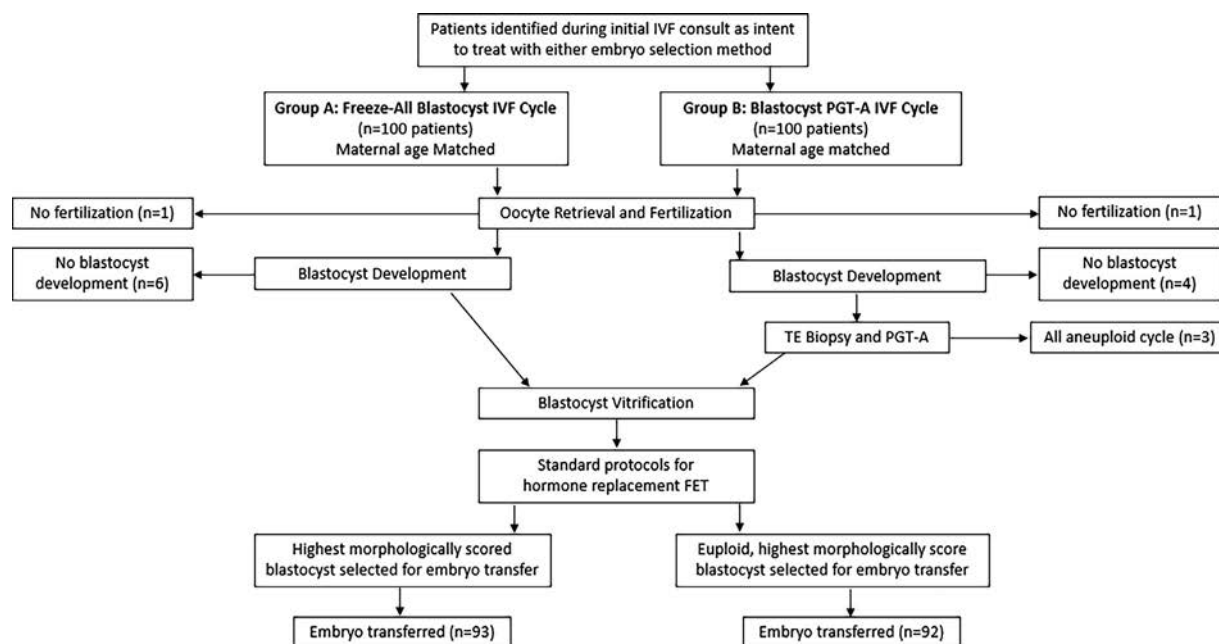 Patients identified during initial IVF consult as intent
to treat with either embryo selection method
Group A: Freeze-All Blastocyst IVF Cycle
(n=100 patients)
Maternal age Matched
Group B: Blastocyst PGT-A IVF Cycle
(n=100 patients)
Maternal age matched
No fertilization (n=1)
Oocyte Retrieval and Fertilization
No fertilization (n=1)
No blastocyst
development (n=6)
Blastocyst Development
Blastocyst Development
No blastocyst
development (n=4)
TE Biopsy and PGT-A
All aneuploid cycle (n=3)
Blastocyst Vitrification
Standard protocols for
hormone replacement FET
Highest morphologically scored
blastocyst selected for embryo transfer
Euploid, highest morphologically score
blastocyst selected for embryo transfer
Embryo transferred (n=93)
Embryo transferred (n=92)